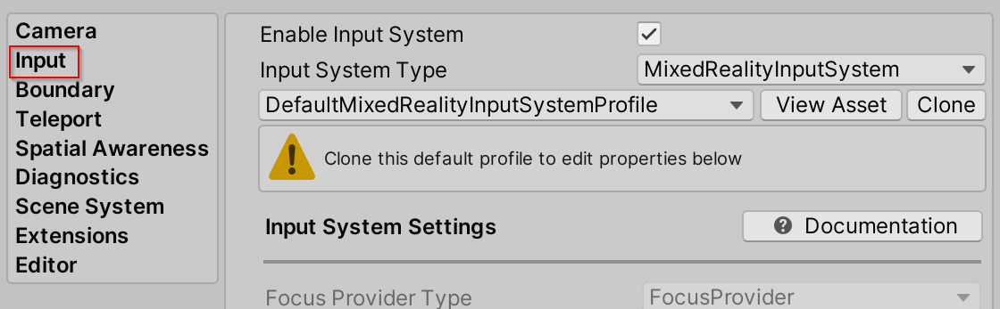 Camera
Input
Boundary
Teleport
Spatial Awareness
Diagnostics
Scene System
Extensions
Editor
Enable Input System
Input System Type MixedRealityInputSystem
DefaultMixedRealityInputSystemProfile View Asset Clone
Clone this default profile to edit properties below
Input System Settings Documentation
Focus Provider Type FocusProvider